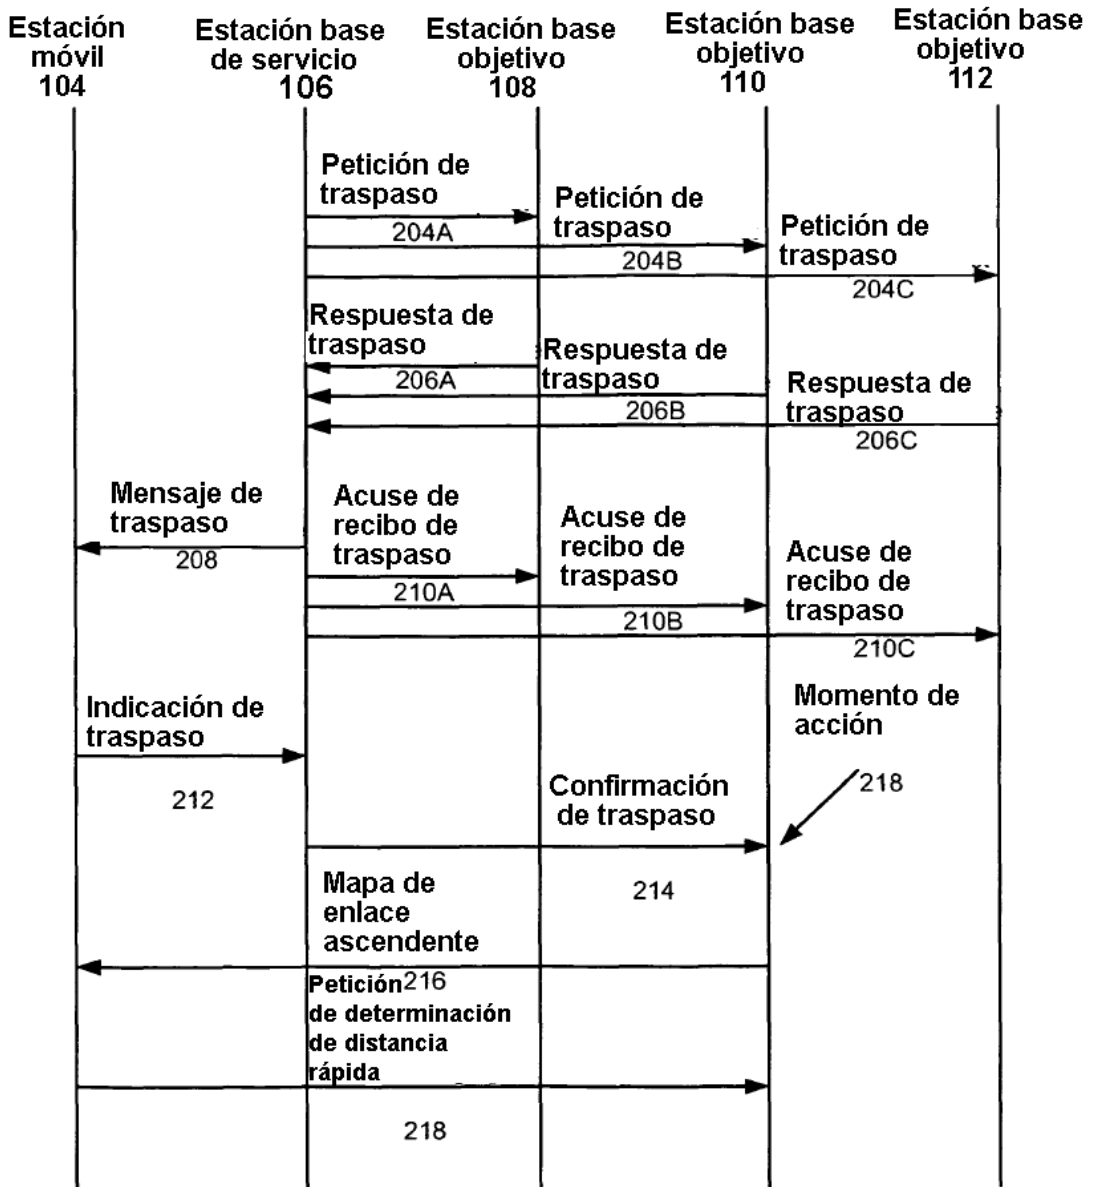 Estación
móvil
104
Estación base
de servicio
106
Estación base
objetivo
108
Estación base
objetivo
110
Estación base
objetivo
112
Petición de
traspaso
204A
Petición de
traspaso
204B
Petición de
traspaso
204C
Respuesta de
traspaso
206A
Respuesta de
traspaso
206B
Respuesta de
traspaso
206C
Mensaje de
traspaso
208
Acuse de
recibo de
traspaso
210A
Acuse de
recibo de
traspaso
210B
Acuse de
recibo de
traspaso
210C
Indicación de
traspaso
212
Momento de
acción
218
Confirmación
de traspaso
214
Mapa de
enlace
ascendente
216
Petición
de determinación
de distancia
rápida
218